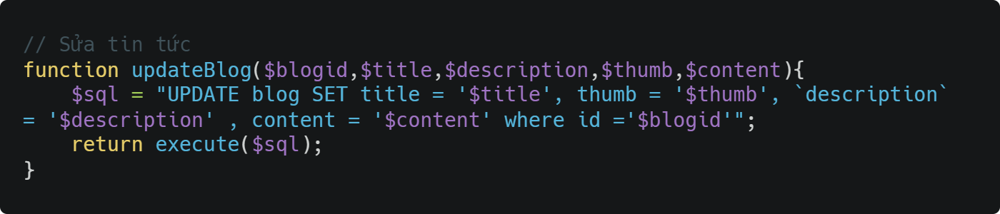 // Sửa tin tức
function updateBlog($blogid,$title,$description,$thumb,$content){
    $sql = "UPDATE blog SET title = '$title', thumb = '$thumb', `description`
= '$description' , content = '$content' where id ='$blogid'";
    return execute($sql);
}